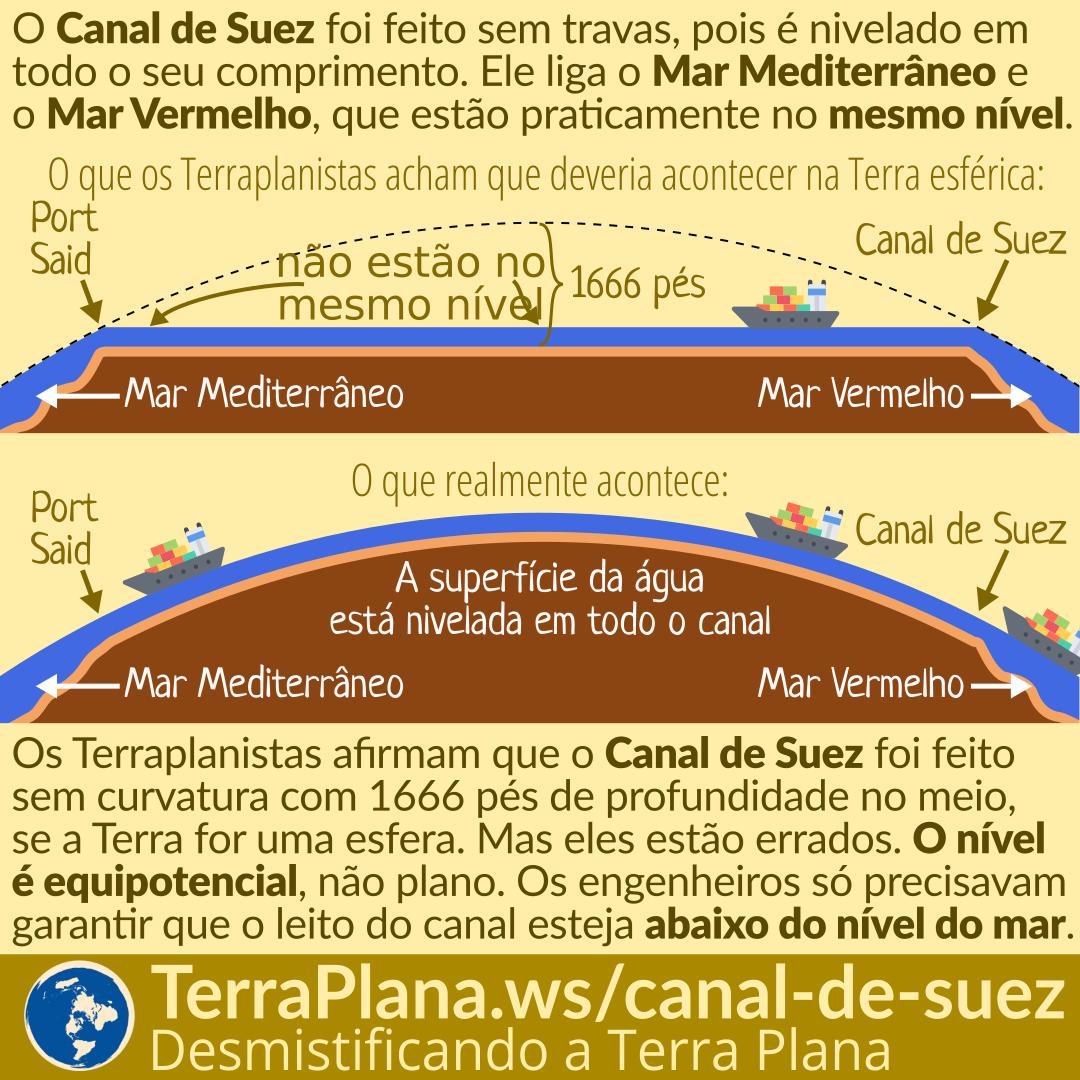 O Canal de Suez foi feito sem travas, pois é nivelado em
todo o seu comprimento. Ele liga o Mar Mediterrâneo e
o Mar Vermelho, que estão praticamente no mesmo nível.
O que os Terraplanistas acham que deveria acontecer na Terra esférica:
Port
Said
não estão no
mesmo nível
1666 pés
Canal de Suez
Mar Mediterrâneo
Mar Vermelho
O que realmente acontece:
Port
Said
Canal de Suez
A superfície da água
está nivelada em todo o canal
Mar Mediterrâneo
Mar Vermelho
Os Terraplanistas afirmam que o Canal de Suez foi feito
sem curvatura com 1666 pés de profundidade no meio,
se a Terra for uma esfera. Mas eles estão errados. O nível
é equipotencial, não plano. Os engenheiros só precisavam
garantir que o leito do canal esteja abaixo do nível do mar.
TerraPlana.ws/canal-de-suez
Desmistificando a Terra Plana